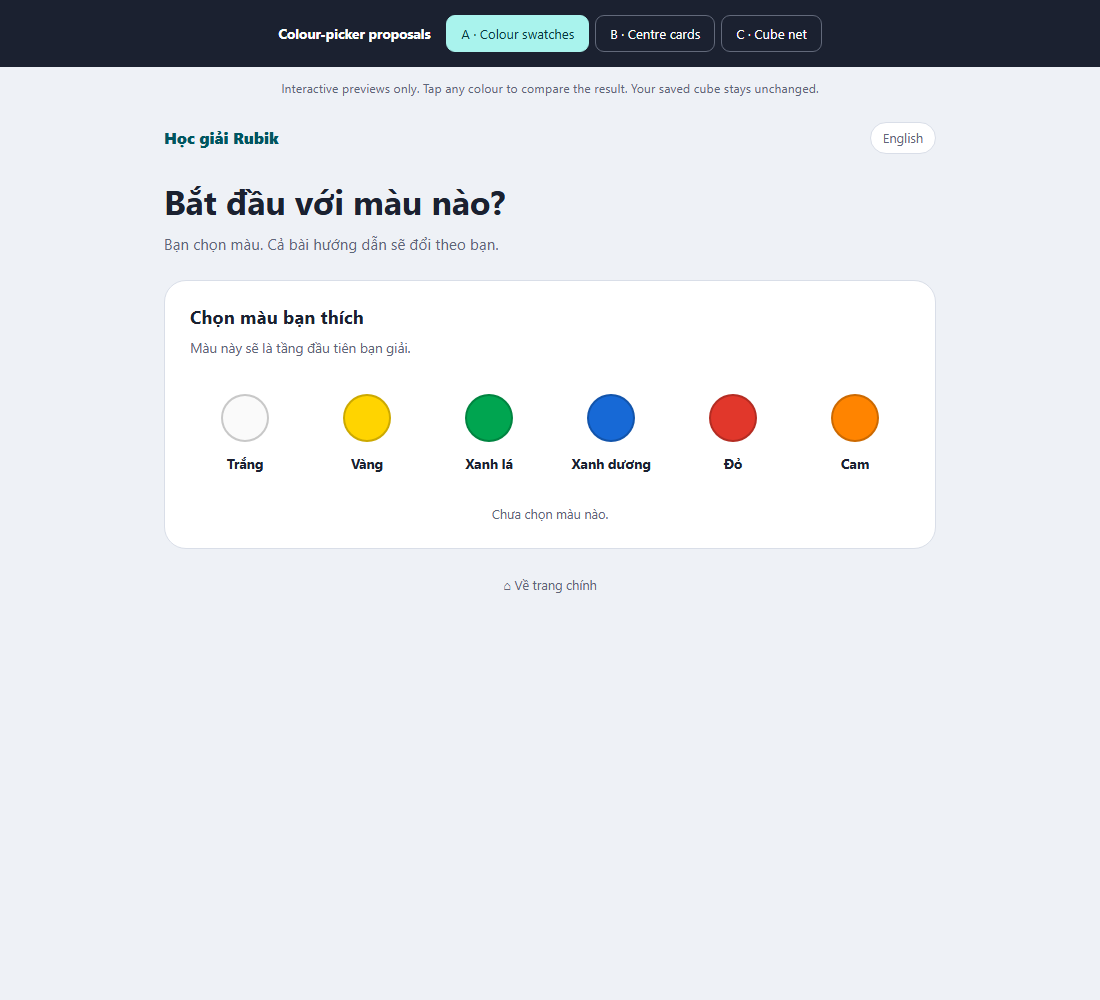 Colour-picker proposals
A · Colour swatches
B · Centre cards
C · Cube net
Interactive previews only. Tap any colour to compare the result. Your saved cube stays unchanged.
Học giải Rubik
English
Bắt đầu với màu nào?
Bạn chọn màu. Cả bài hướng dẫn sẽ đổi theo bạn.
Chọn màu bạn thích
Màu này sẽ là tầng đầu tiên bạn giải.
Trắng
Vàng
Xanh lá
Xanh dương
Đỏ
Cam
Chưa chọn màu nào.
⌂ Về trang chính